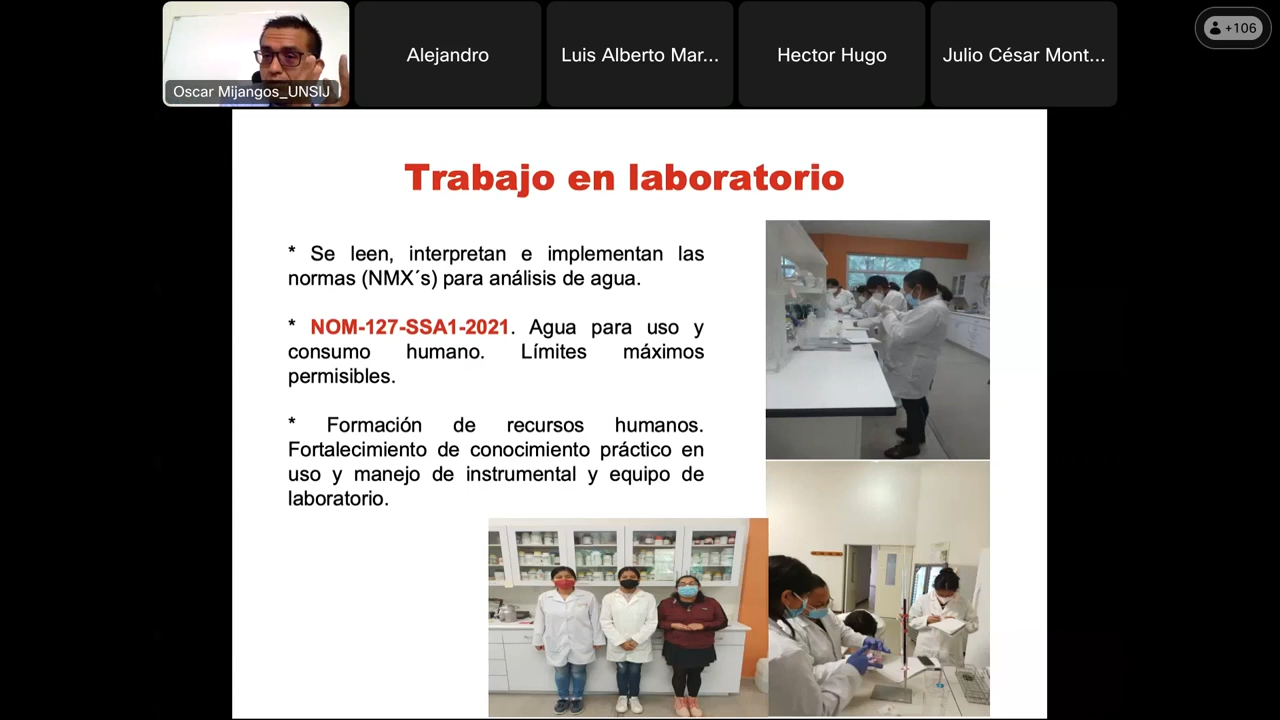 Oscar Mijangos_UNSIJ
Alejandro
Luis Alberto Mar...
Hector Hugo
Julio César Mont...
+106
Trabajo en laboratorio
* Se leen, interpretan e implementan las
normas (NMX´s) para análisis de agua.
* NOM-127-SSA1-2021. Agua para uso y
consumo humano. Límites máximos
permisibles.
* Formación de recursos humanos.
Fortalecimiento de conocimiento práctico en
uso y manejo de instrumental y equipo de
laboratorio.